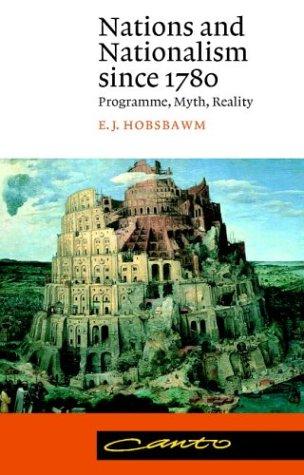 Nations and
Nationalism
since 1780
Programme, Myth, Reality
E. J. HOBSBAWM
Canto